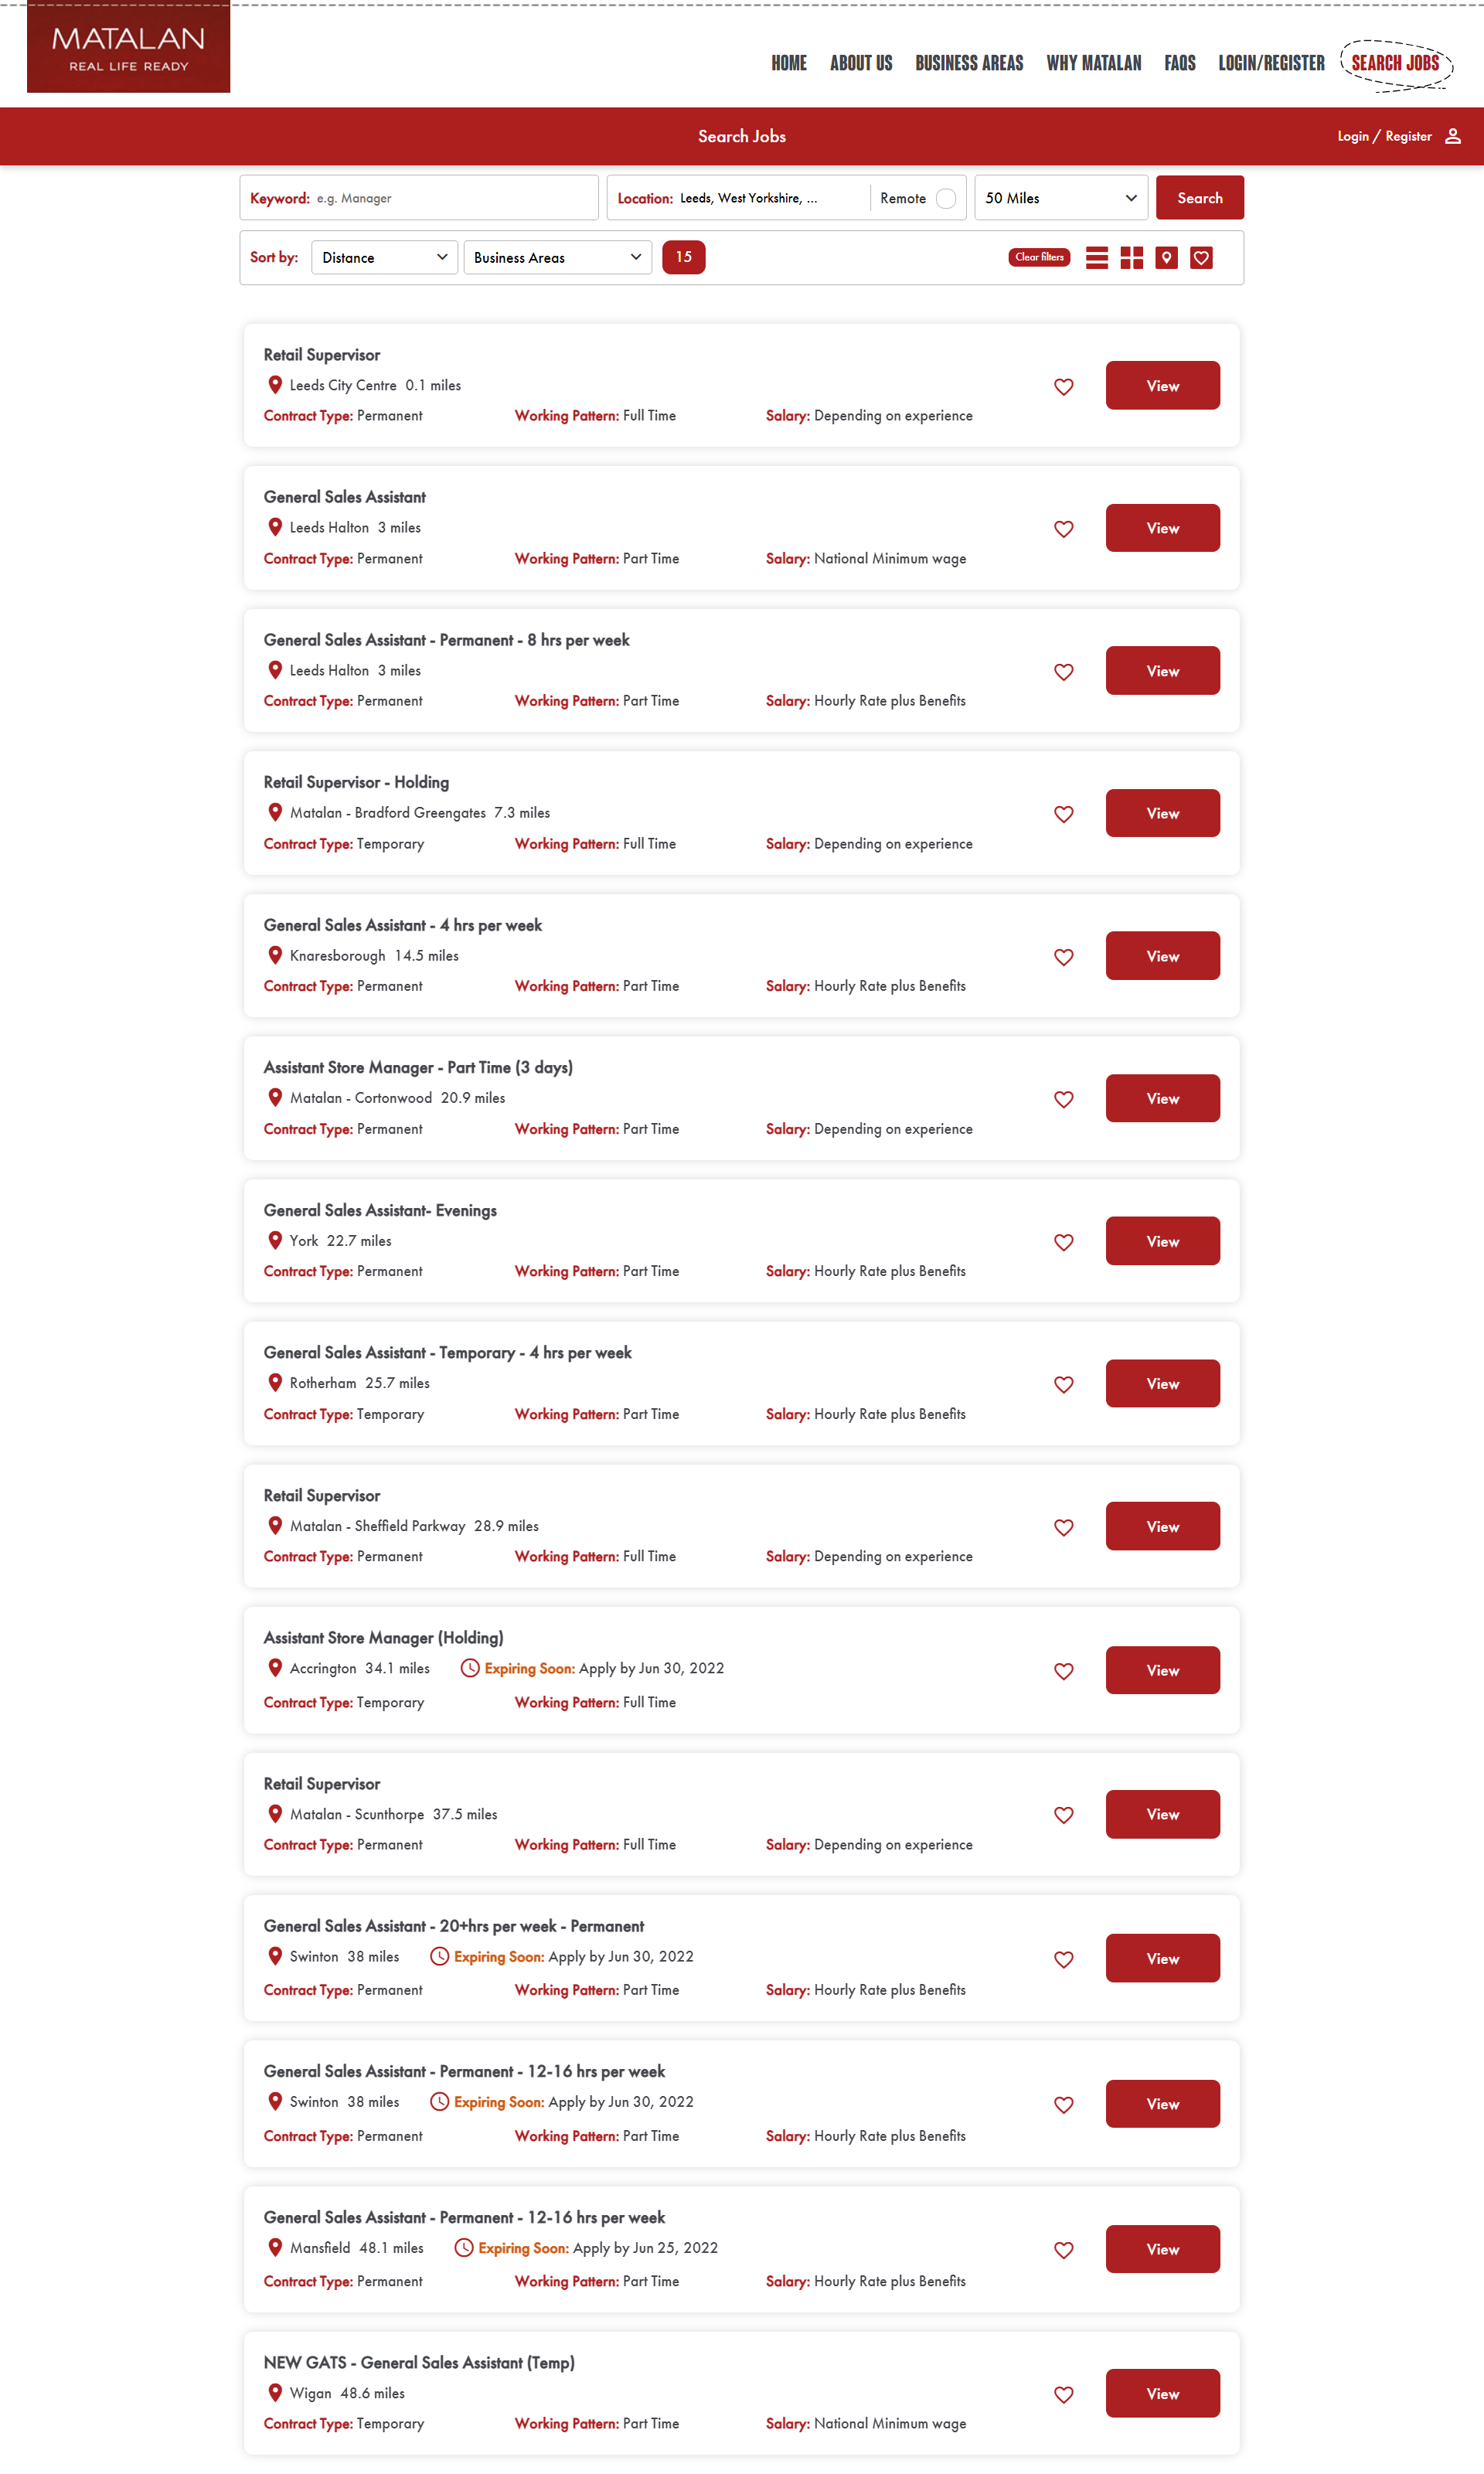 MATALAN
REAL LIFE READY
HOME ABOUT US BUSINESS AREAS WHY MATALAN FAQS LOGIN/REGISTER SEARCH JOBS
Search Jobs
Login / Register
Keyword: e.g. Manager Location: Leeds, West Yorkshire, ... Remote 50 Miles Search
Sort by: Distance Business Areas 15 Clear filters
Retail Supervisor
Leeds City Centre 0.1 miles
View
Contract Type: Permanent Working Pattern: Full Time Salary: Depending on experience
General Sales Assistant
Leeds Halton 3 miles
View
Contract Type: Permanent Working Pattern: Part Time Salary: National Minimum wage
General Sales Assistant - Permanent - 8 hrs per week
Leeds Halton 3 miles
View
Contract Type: Permanent Working Pattern: Part Time Salary: Hourly Rate plus Benefits
Retail Supervisor - Holding
Matalan - Bradford Greengates 7.3 miles
View
Contract Type: Temporary Working Pattern: Full Time Salary: Depending on experience
General Sales Assistant - 4 hrs per week
Knaresborough 14.5 miles
View
Contract Type: Permanent Working Pattern: Part Time Salary: Hourly Rate plus Benefits
Assistant Store Manager - Part Time (3 days)
Matalan - Cortonwood 20.9 miles
View
Contract Type: Permanent Working Pattern: Part Time Salary: Depending on experience
General Sales Assistant- Evenings
York 22.7 miles
View
Contract Type: Permanent Working Pattern: Part Time Salary: Hourly Rate plus Benefits
General Sales Assistant - Temporary - 4 hrs per week
Rotherham 25.7 miles
View
Contract Type: Temporary Working Pattern: Part Time Salary: Hourly Rate plus Benefits
Retail Supervisor
Matalan - Sheffield Parkway 28.9 miles
View
Contract Type: Permanent Working Pattern: Full Time Salary: Depending on experience
Assistant Store Manager (Holding)
Accrington 34.1 miles Expiring Soon: Apply by Jun 30, 2022
View
Contract Type: Temporary Working Pattern: Full Time
Retail Supervisor
Matalan - Scunthorpe 37.5 miles
View
Contract Type: Permanent Working Pattern: Full Time Salary: Depending on experience
General Sales Assistant - 20+hrs per week - Permanent
Swinton 38 miles Expiring Soon: Apply by Jun 30, 2022
View
Contract Type: Permanent Working Pattern: Part Time Salary: Hourly Rate plus Benefits
General Sales Assistant - Permanent - 12-16 hrs per week
Swinton 38 miles Expiring Soon: Apply by Jun 30, 2022
View
Contract Type: Permanent Working Pattern: Part Time Salary: Hourly Rate plus Benefits
General Sales Assistant - Permanent - 12-16 hrs per week
Mansfield 48.1 miles Expiring Soon: Apply by Jun 25, 2022
View
Contract Type: Permanent Working Pattern: Part Time Salary: Hourly Rate plus Benefits
NEW GATS - General Sales Assistant (Temp)
Wigan 48.6 miles
View
Contract Type: Temporary Working Pattern: Part Time Salary: National Minimum wage